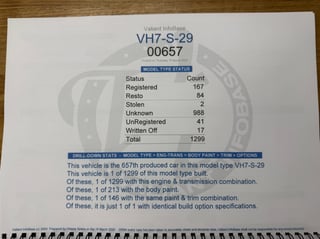 Valiant InfoBase
VH7-S-29
00657
MODEL TYPE STATUS
Status Count
Registered 167
Resto 84
Stolen 2
Unknown 988
UnRegistered 41
Written Off 17
Total 1299
DRILL-DOWN STATS - MODEL TYPE • ENG-TRANS • BODY PAINT • TRIM • OPTIONS
This vehicle is the 657th produced car in this model type VH7-S-29
This vehicle is 1 of 1299 of this model type built.
Of these, 1 of 1299 with this engine & transmission combination.
Of these, 1 of 213 with the body paint.
Of these, 1 of 146 with the same paint & trim combination.
Of these, it is just 1 of 1 with identical build option specifications.